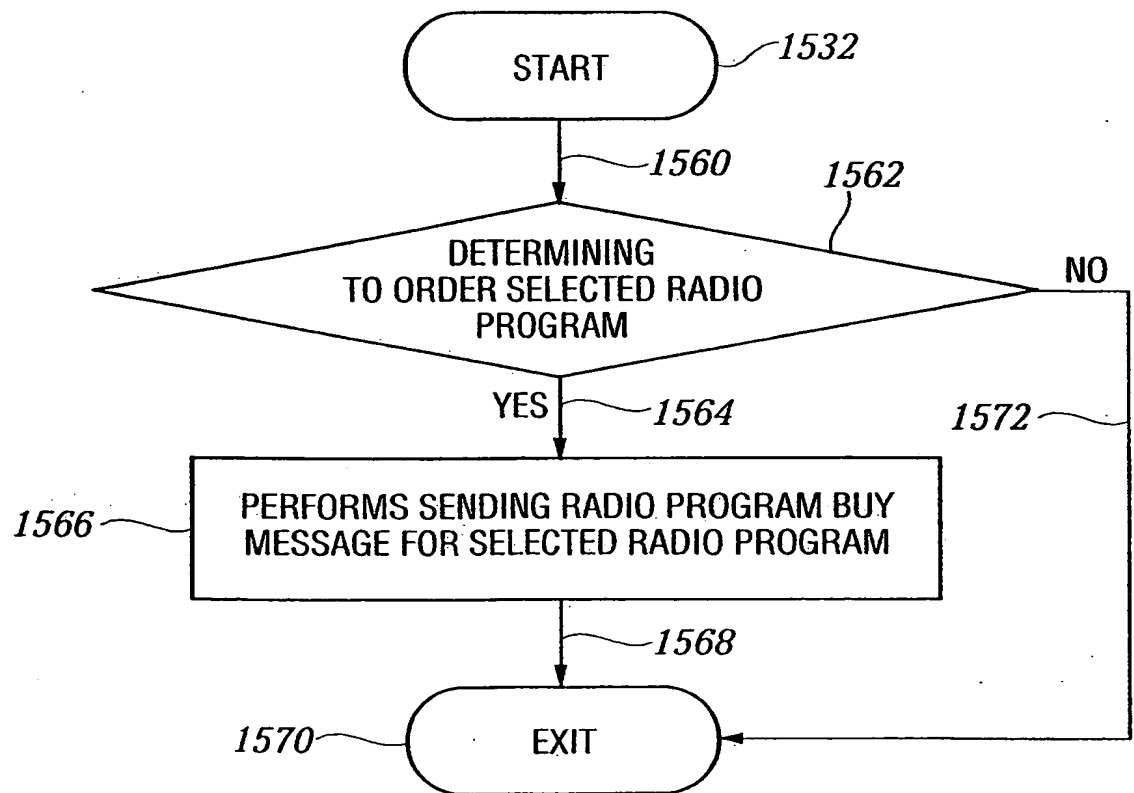 START
1532
1560
1562
DETERMINING
TO ORDER SELECTED RADIO
PROGRAM
NO
YES
1564
1572
1566
PERFORMS SENDING RADIO PROGRAM BUY
MESSAGE FOR SELECTED RADIO PROGRAM
1568
1570
EXIT